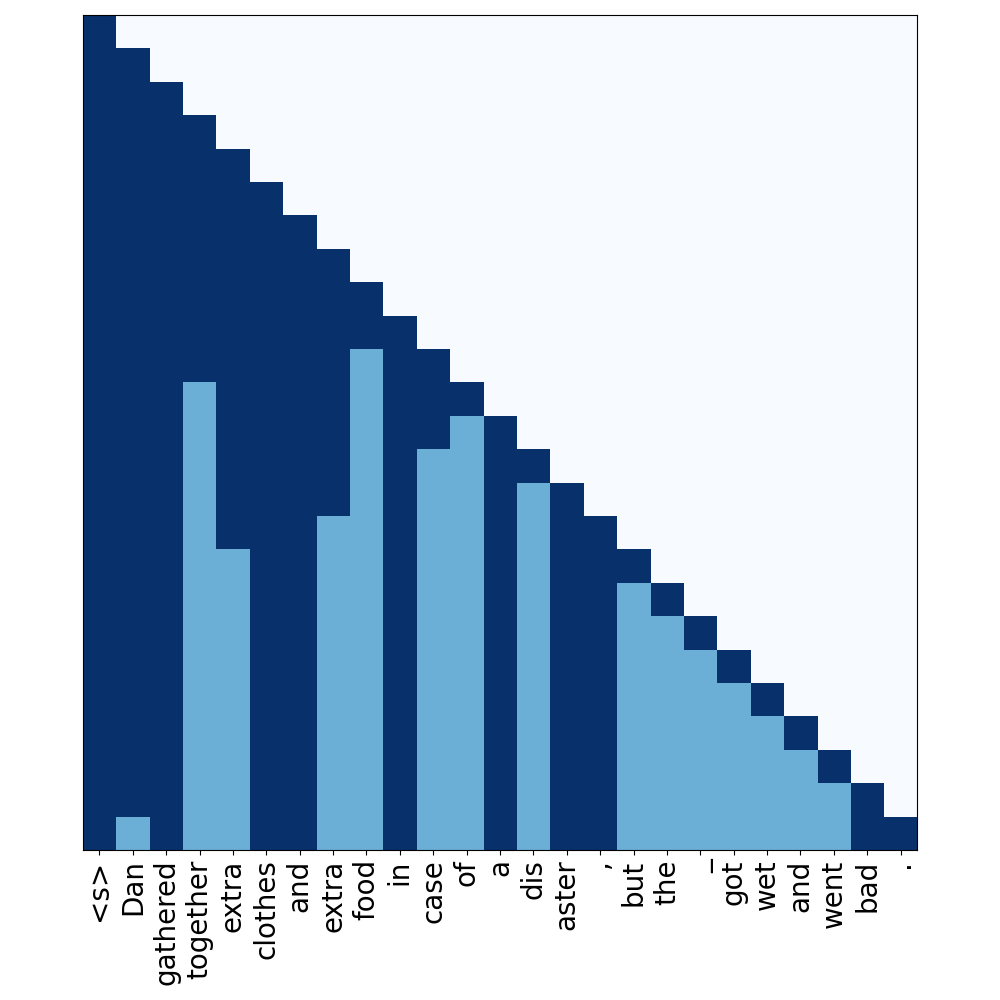 <s> Dan gathered together extra clothes and extra food in case of a dis aster , but the _ got wet and went bad .